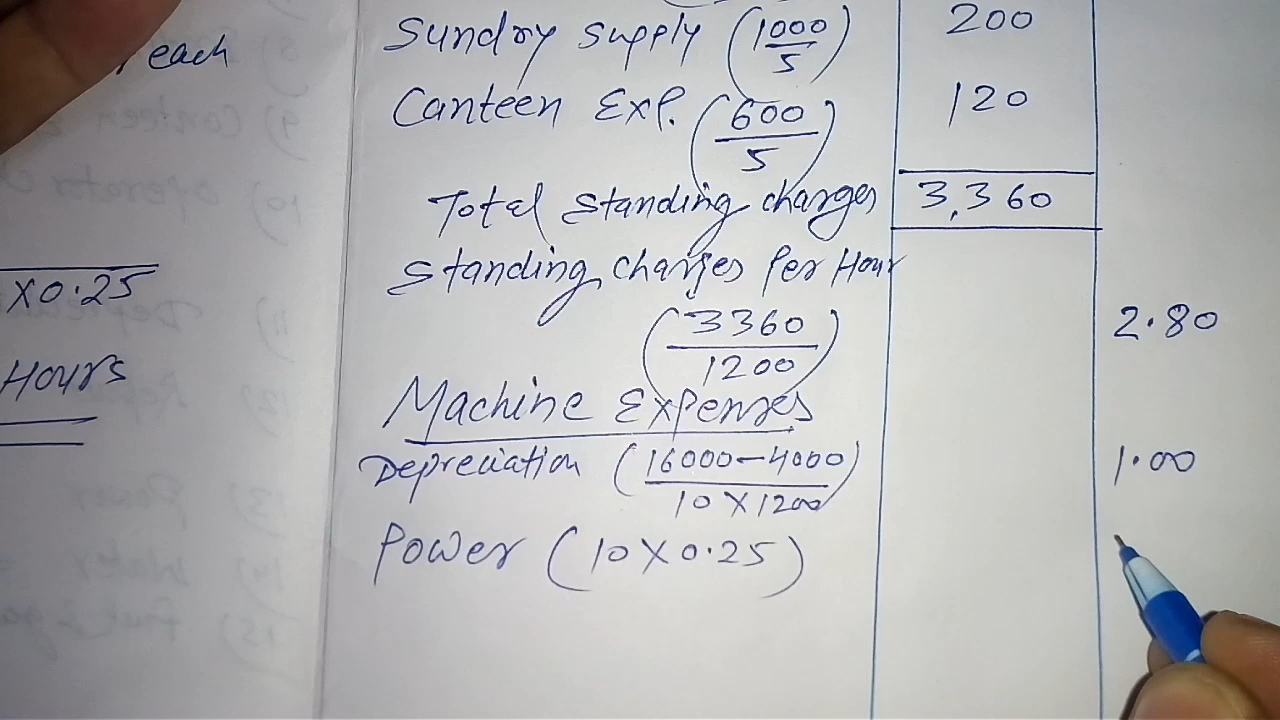 each
X0.25
Hours
Sundry Supply (1000/5) 200
Canteen Exp. (600/5) 120
Total Standing charges 3,360
Standing charges Per Hour
(3360/1200) 2.80
Machine Expenses
Depreciation (16000-4000/10X1200) 1.00
Power (10X0.25)